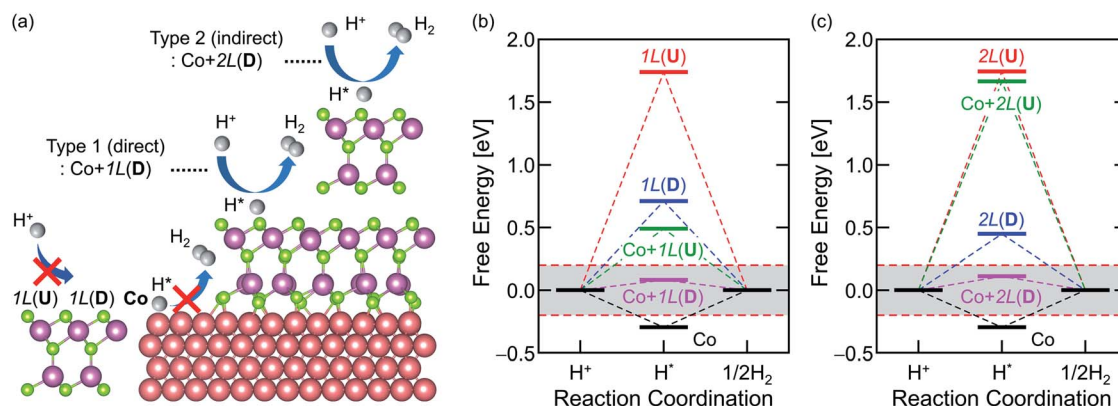 (a)
H⁺
H₂
Type 2 (indirect)
: Co+2L(D)
H*
H⁺
H₂
Type 1 (direct)
: Co+1L(D)
H*
H⁺
H₂
1L(U) 1L(D) Co
H*
(b)
Free Energy [eV]
2.0
1.5
1.0
0.5
0.0
–0.5
1L(U)
1L(D)
Co+1L(U)
Co+1L(D)
Co
H⁺ H* 1/2H₂
Reaction Coordination
(c)
Free Energy [eV]
2.0
1.5
1.0
0.5
0.0
–0.5
2L(U)
Co+2L(U)
2L(D)
Co+2L(D)
Co
H⁺ H* 1/2H₂
Reaction Coordination